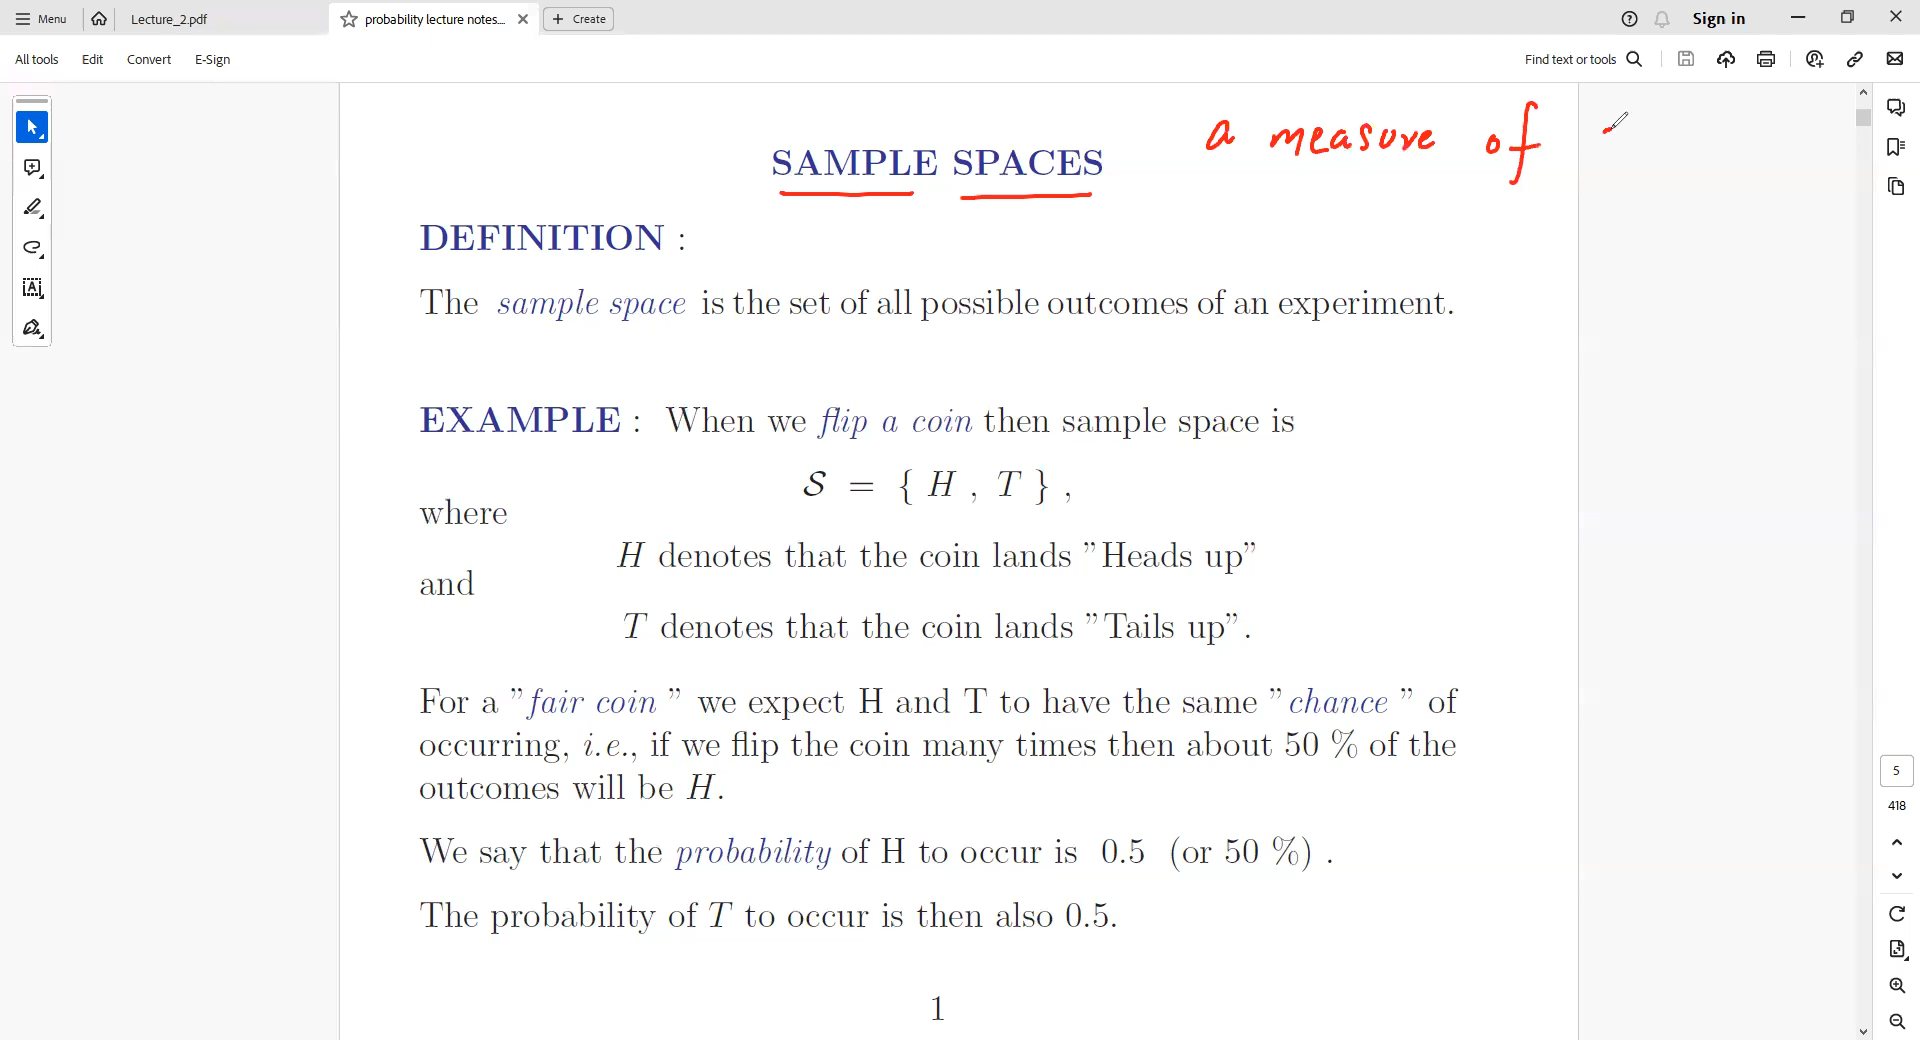 Menu
Lecture_2.pdf
probability lecture notes...
Create
Sign in
All tools Edit Convert E-Sign
Find text or tools
a measure of
SAMPLE SPACES
DEFINITION :
The sample space is the set of all possible outcomes of an experiment.
EXAMPLE : When we flip a coin then sample space is
S = { H , T } ,
where
H denotes that the coin lands ”Heads up”
and
T denotes that the coin lands ”Tails up”.
For a ”fair coin ” we expect H and T to have the same ”chance ” of
occurring, i.e., if we flip the coin many times then about 50 % of the
outcomes will be H.
We say that the probability of H to occur is 0.5 (or 50 %) .
The probability of T to occur is then also 0.5.
1
5
418